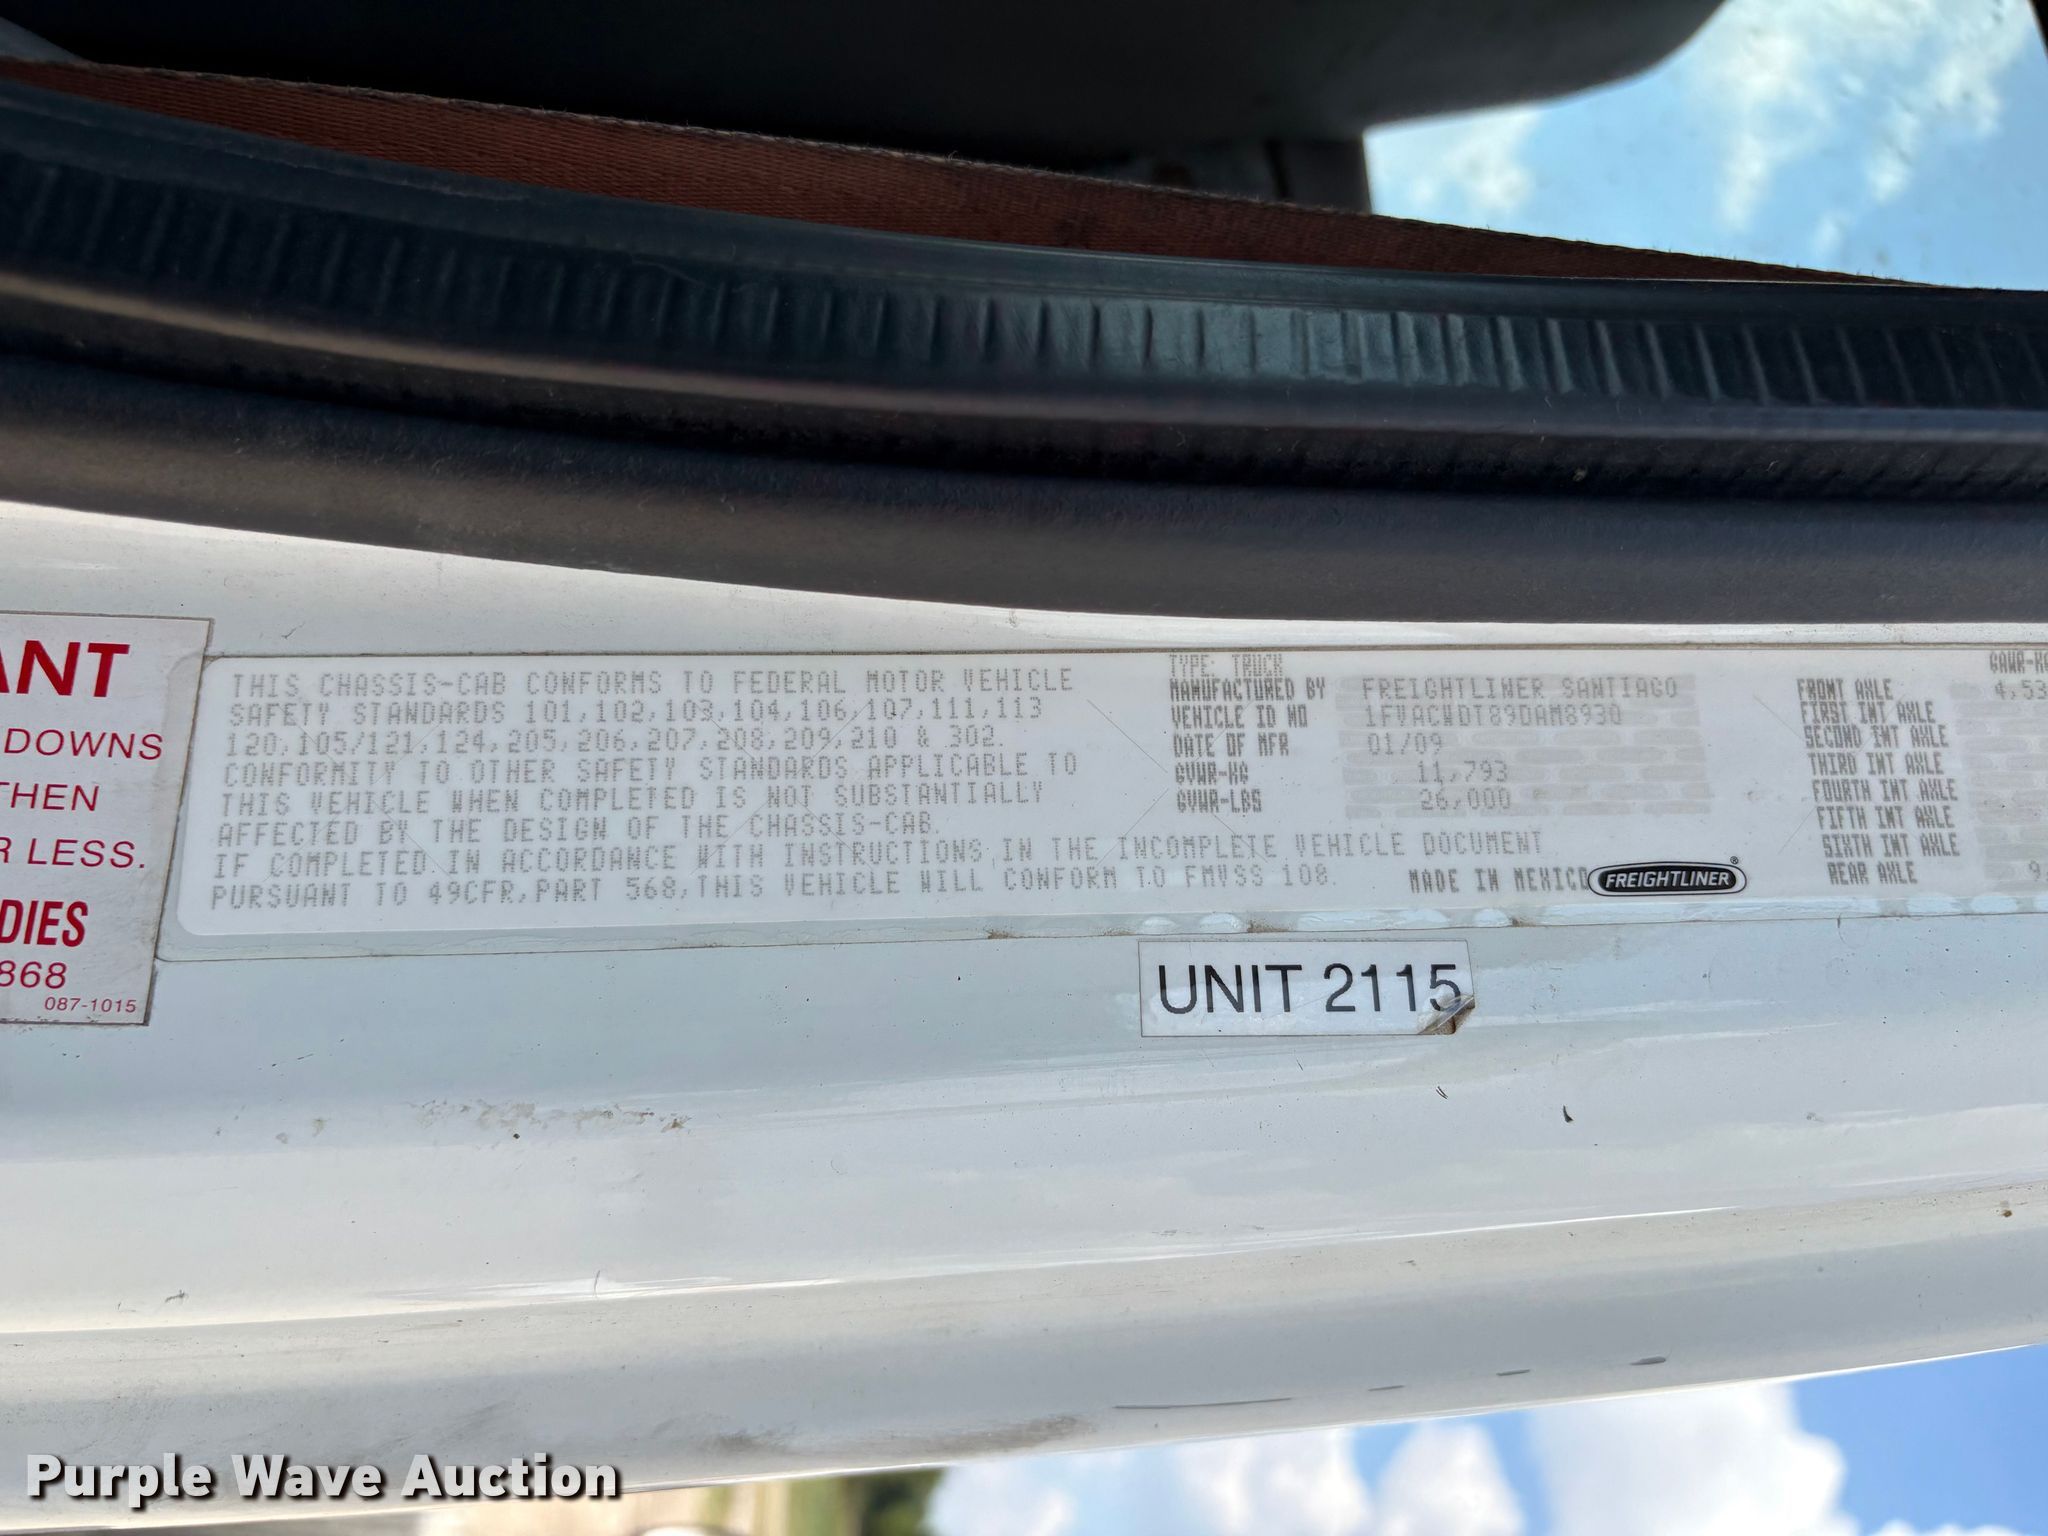 ANT
DOWNS
THEN
R LESS.
DIES
868
087-1015
THIS CHASSIS-CAB CONFORMS TO FEDERAL MOTOR VEHICLE
SAFETY STANDARDS 101,102,103,104,106,107,111,113
120,105/121,124,205,206,207,208,209,210 & 302.
CONFORMITY TO OTHER SAFETY STANDARDS APPLICABLE TO
THIS VEHICLE WHEN COMPLETED IS NOT SUBSTANTIALLY
AFFECTED BY THE DESIGN OF THE CHASSIS-CAB.
IF COMPLETED IN ACCORDANCE WITH INSTRUCTIONS IN THE INCOMPLETE VEHICLE DOCUMENT
PURSUANT TO 49CFR,PART 568,THIS VEHICLE WILL CONFORM TO FMVSS 108.
TYPE: TRUCK
MANUFACTURED BY FREIGHTLINER SANTIAGO
VEHICLE ID NO 1FVACWDT89DAM8930
DATE OF MFR 01/09
GVWR-KG 11,793
GVWR-LBS 26,000
MADE IN MEXICO FREIGHTLINER®
GAWR-KG
FRONT AXLE 4,53
FIRST INT AXLE
SECOND INT AXLE
THIRD INT AXLE
FOURTH INT AXLE
FIFTH INT AXLE
SIXTH INT AXLE
REAR AXLE 9,
UNIT 2115
Purple Wave Auction